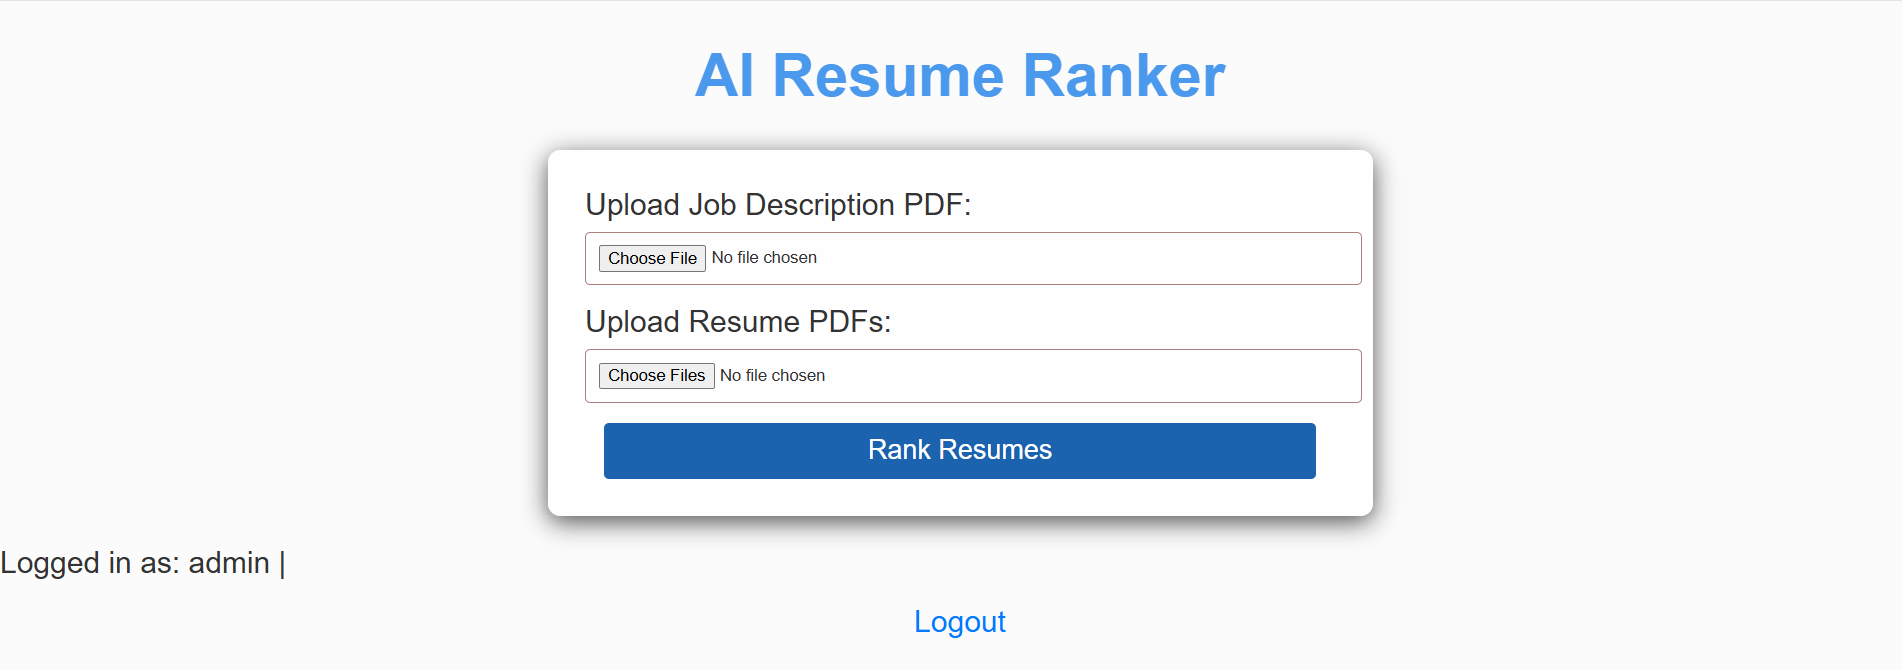 AI Resume Ranker
Upload Job Description PDF:
Choose File No file chosen
Upload Resume PDFs:
Choose Files No file chosen
Rank Resumes
Logged in as: admin |
Logout